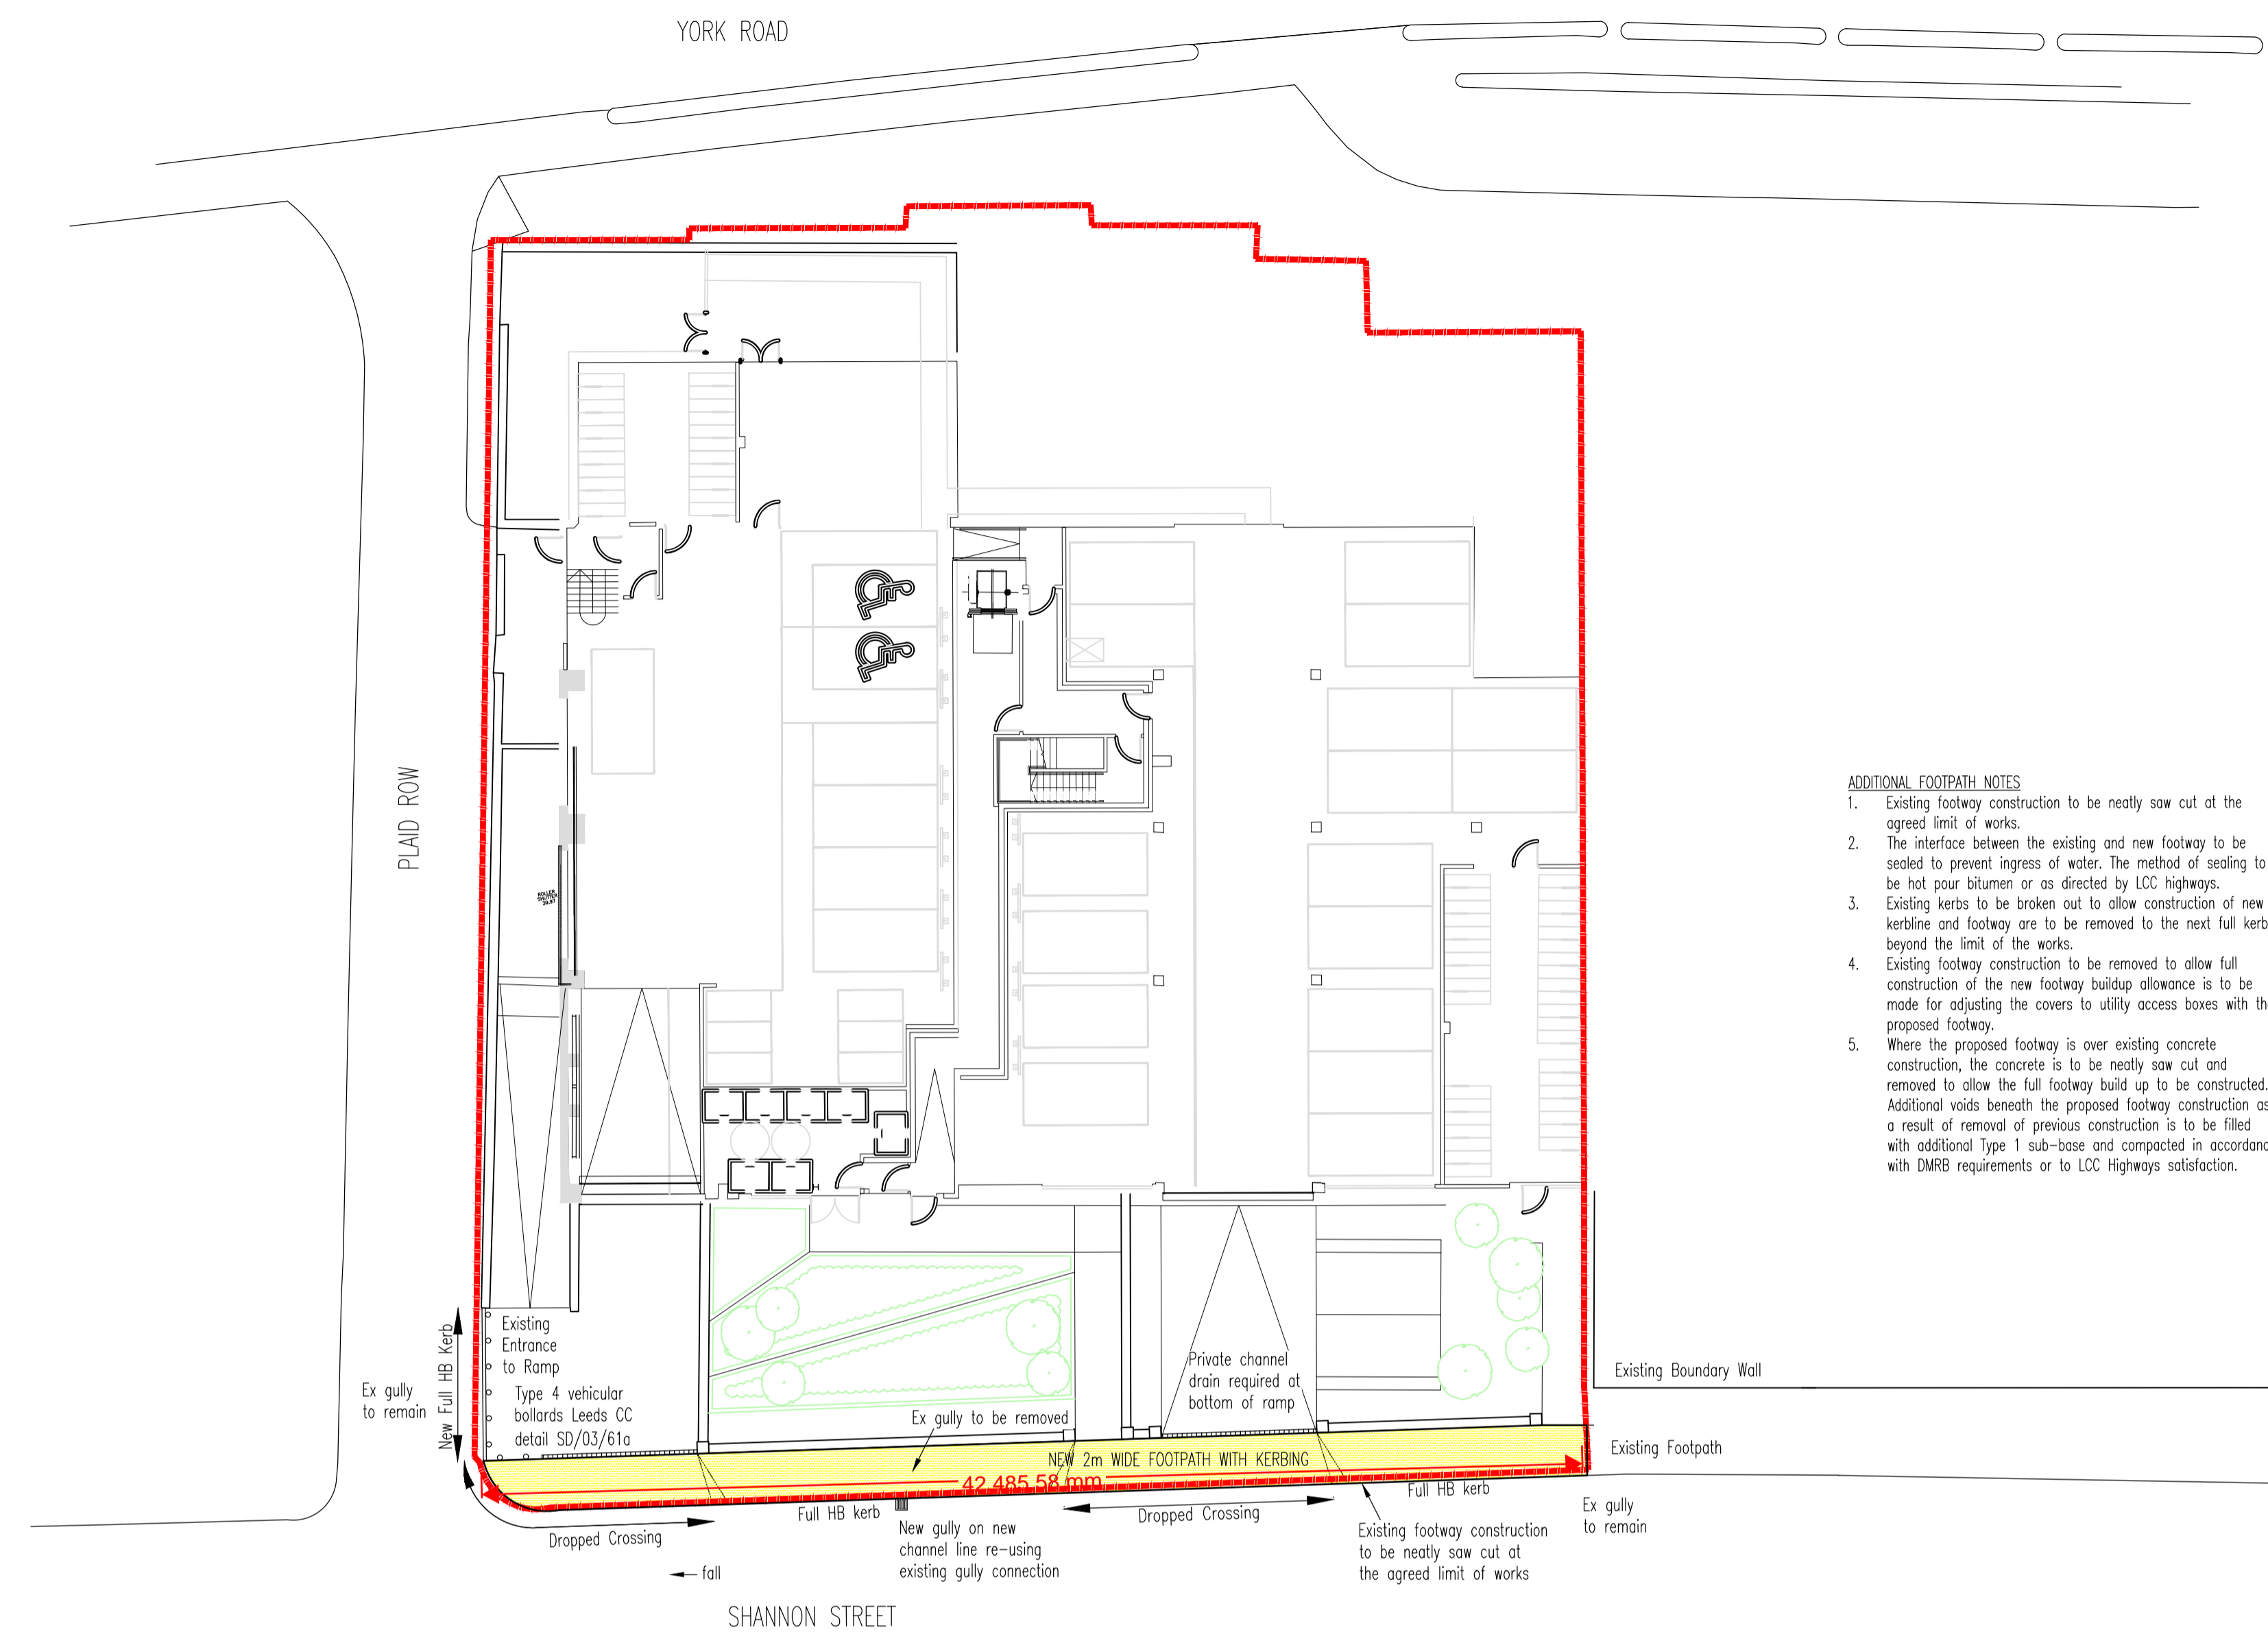 YORK ROAD
PLAID ROW
ROLLER
SHUTTER
ADDITIONAL FOOTPATH NOTES
1. Existing footway construction to be neatly saw cut at the
agreed limit of works.
2. The interface between the existing and new footway to be
sealed to prevent ingress of water. The method of sealing to
be hot pour bitumen or as directed by LCC highways.
3. Existing kerbs to be broken out to allow construction of new
kerbline and footway are to be removed to the next full kerb
beyond the limit of the works.
4. Existing footway construction to be removed to allow full
construction of the new footway buildup allowance is to be
made for adjusting the covers to utility access boxes with th
proposed footway.
5. Where the proposed footway is over existing concrete
construction, the concrete is to be neatly saw cut and
removed to allow the full footway build up to be constructed.
Additional voids beneath the proposed footway construction as
a result of removal of previous construction is to be filled
with additional Type 1 sub-base and compacted in accordanc
with DMRB requirements or to LCC Highways satisfaction.
Existing
Entrance
to Ramp
Type 4 vehicular
bollards Leeds CC
detail SD/03/61a
New Full HB Kerb
Ex gully
to remain
Private channel
drain required at
bottom of ramp
Existing Boundary Wall
Ex gully to be removed
NEW 2m WIDE FOOTPATH WITH KERBING
Existing Footpath
42,485.58 mm
Full HB kerb
Full HB kerb
Dropped Crossing
Dropped Crossing
New gully on new
channel line re-using
existing gully connection
Existing footway construction
to be neatly saw cut at
the agreed limit of works
Ex gully
to remain
fall
SHANNON STREET